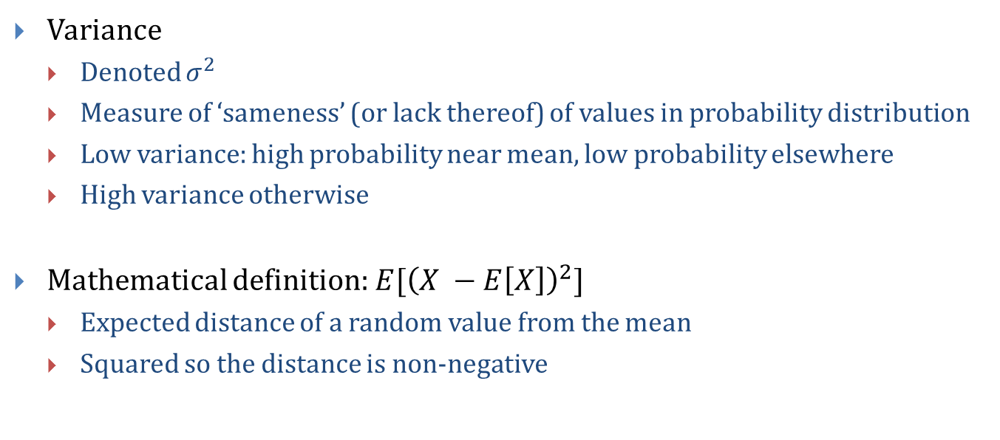 Variance
Denoted σ²
Measure of ‘sameness’ (or lack thereof) of values in probability distribution
Low variance: high probability near mean, low probability elsewhere
High variance otherwise
Mathematical definition: E[(X − E[X])²]
Expected distance of a random value from the mean
Squared so the distance is non-negative